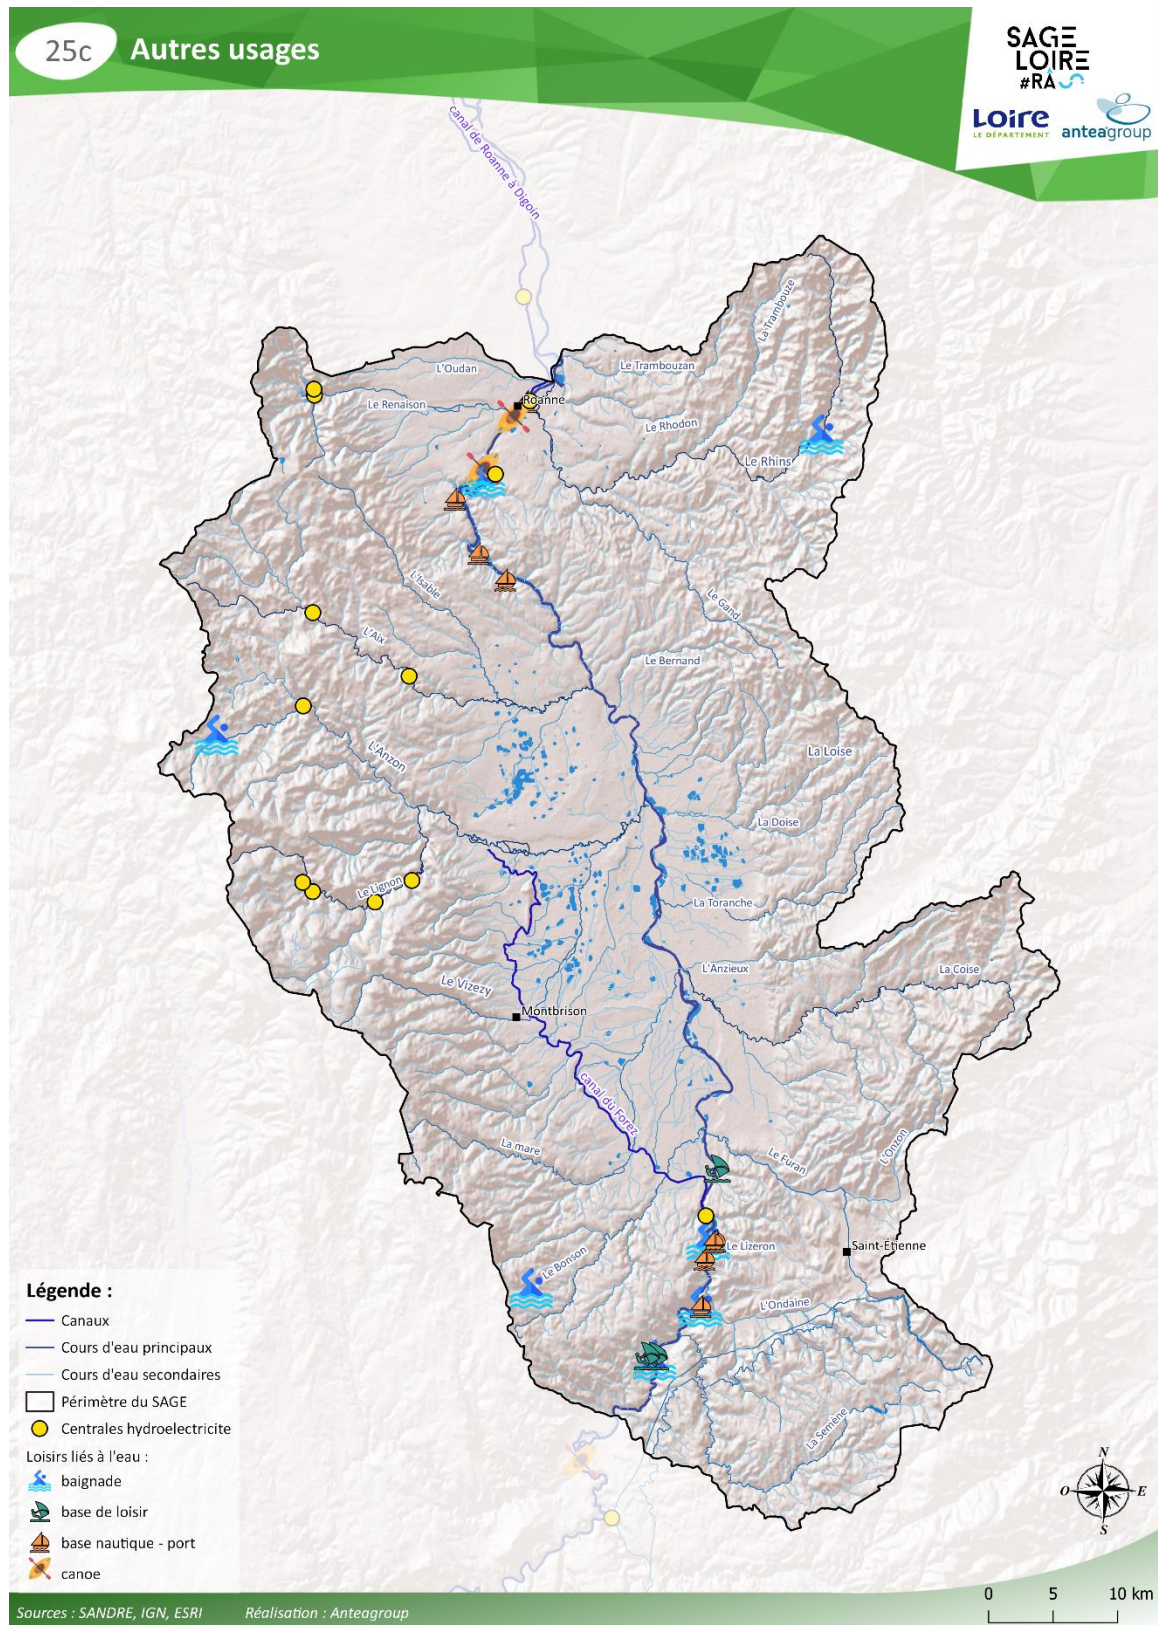 25c
Autres usages
SAGE
LOIRE
#RA
Loire
LE DÉPARTEMENT
anteagroup
canal de Roanne à Digoin
La Trambouze
L'Oudan
Le Trambouzan
Le Renaison
Roanne
Le Rhodon
Le Rhins
L'Isable
Le Gand
L'Aix
Le Bernand
L'Anzon
La Loise
La Doise
Le Lignon
La Toranche
L'Anzieux
La Coise
Le Vizezy
Montbrison
canal du Forez
La mare
Le Furan
L'Onzon
Le Lizeron
Saint-Étienne
Le Bonson
L'Ondaine
La Semène
Légende :
Canaux
Cours d'eau principaux
Cours d'eau secondaires
Périmètre du SAGE
Centrales hydroelectricite
Loisirs liés à l'eau :
baignade
base de loisir
base nautique - port
canoe
N
O
E
S
0 5 10 km
Sources : SANDRE, IGN, ESRI Réalisation : Anteagroup